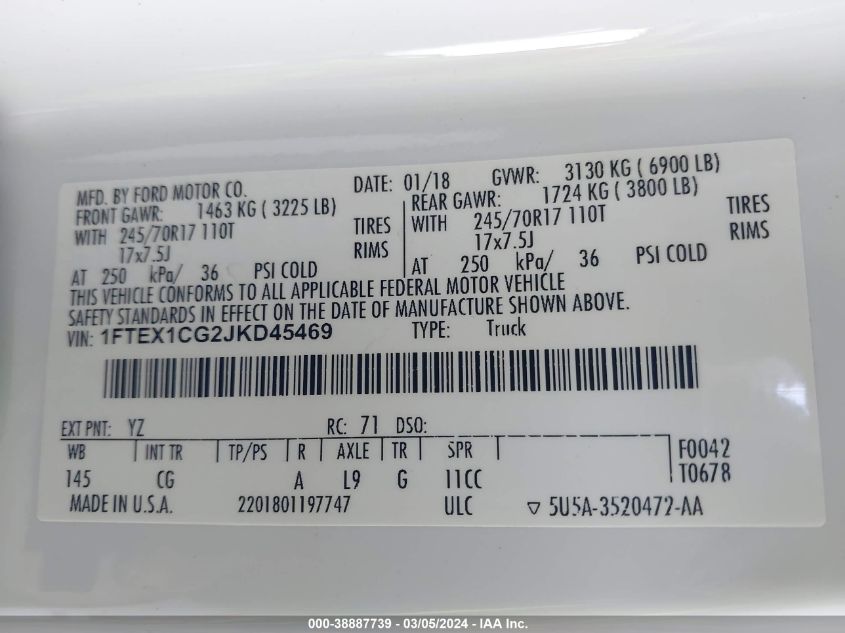 MFD. BY FORD MOTOR CO. DATE: 01/18 GVWR: 3130 KG ( 6900 LB)
FRONT GAWR: 1463 KG ( 3225 LB) REAR GAWR: 1724 KG ( 3800 LB)
WITH 245/70R17 110T TIRES WITH 245/70R17 110T TIRES
17x7.5J RIMS 17x7.5J RIMS
AT 250 kPa/ 36 PSI COLD AT 250 kPa/ 36 PSI COLD
THIS VEHICLE CONFORMS TO ALL APPLICABLE FEDERAL MOTOR VEHICLE
SAFETY STANDARDS IN EFFECT ON THE DATE OF MANUFACTURE SHOWN ABOVE.
VIN: 1FTEX1CG2JKD45469 TYPE: Truck
EXT PNT: YZ RC: 71 DSO:
WB INT TR TP/PS R AXLE TR SPR F0042
145 CG A L9 G 11CC T0678
MADE IN U.S.A. 2201801197747 ULC ▽ 5U5A-3520472-AA
000-38887739 - 03/05/2024 - IAA Inc.